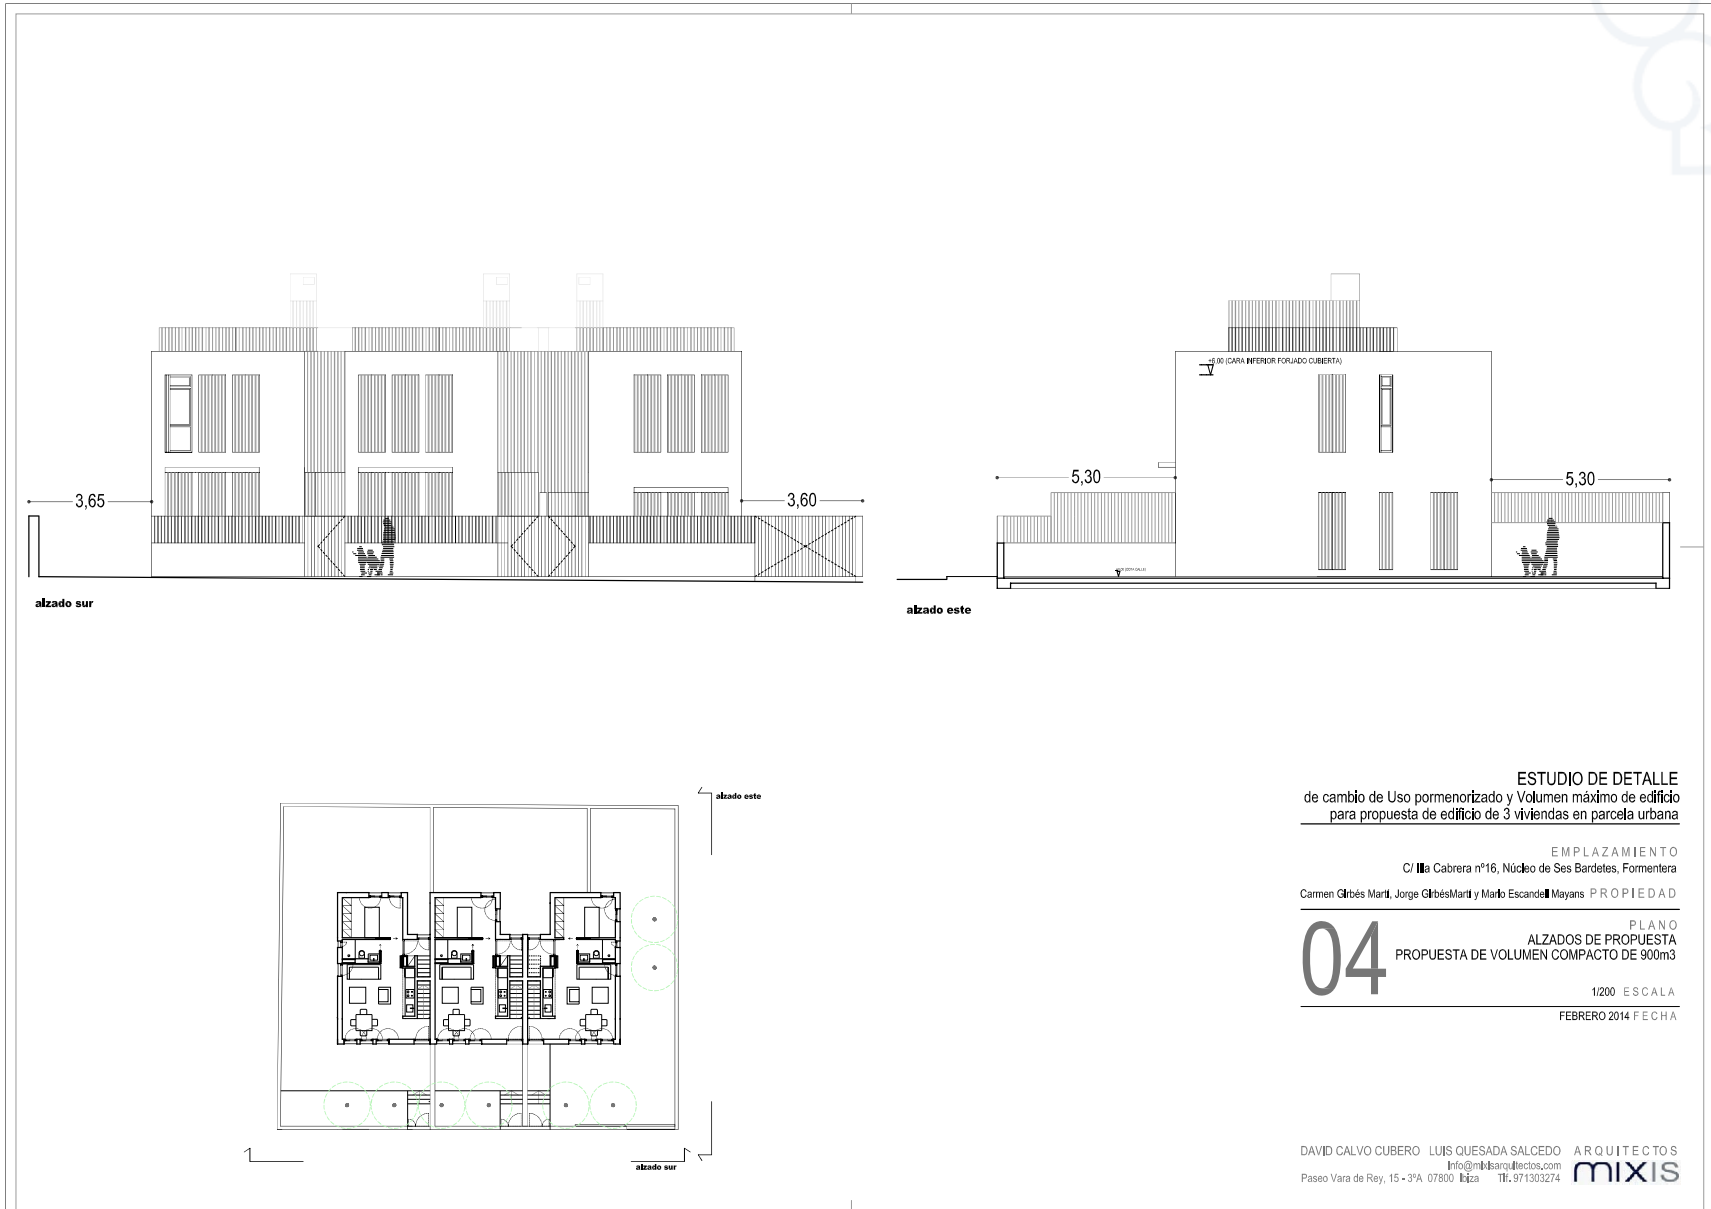 +6.00 (CARA INFERIOR FORJADO CUBIERTA)
3,65
3,60
5,30
5,30
alzado sur
alzado este
alzado este
alzado sur
ESTUDIO DE DETALLE
de cambio de Uso pormenorizado y Volumen máximo de edificio
para propuesta de edificio de 3 viviendas en parcela urbana
EMPLAZAMIENTO
C/ Illa Cabrera nº16, Núcleo de Ses Bardetes, Formentera
Carmen Girbés Martí, Jorge GirbésMartí y Mario Escandell Mayans PROPIEDAD
04
PLANO
ALZADOS DE PROPUESTA
PROPUESTA DE VOLUMEN COMPACTO DE 900m3
1/200 ESCALA
FEBRERO 2014 FECHA
DAVID CALVO CUBERO LUIS QUESADA SALCEDO ARQUITECTOS
info@mixisarquitectos.com
Paseo Vara de Rey, 15 - 3ºA 07800 Ibiza Tlf. 971303274
mixis